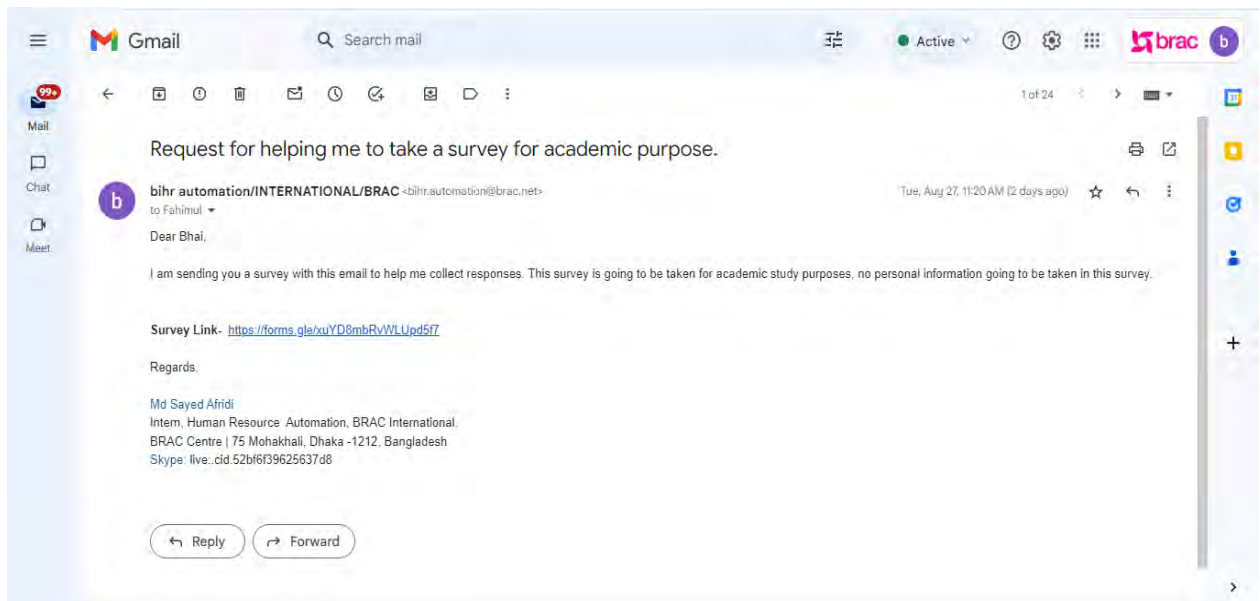 Gmail
Search mail
Active
brac
b
99+
Mail
1 of 24
Request for helping me to take a survey for academic purpose.
Chat
b
bihr automation/INTERNATIONAL/BRAC <bihr.automation@brac.net>
Tue, Aug 27, 11:20 AM (2 days ago)
to Fahimul
Meet
Dear Bhai,
I am sending you a survey with this email to help me collect responses. This survey is going to be taken for academic study purposes, no personal information going to be taken in this survey.
Survey Link- https://forms.gle/xuYD8mbRvWLUpd5f7
Regards.
Md Sayed Afridi
Intern, Human Resource Automation, BRAC International.
BRAC Centre | 75 Mohakhali, Dhaka -1212, Bangladesh
Skype: live:.cid.52bf6f39625637d8
Reply
Forward